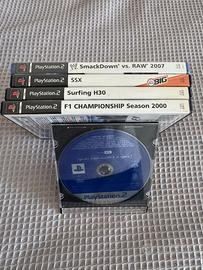 PlayStation 2 SmackDown vs. RAW 2007
PlayStation 2 SSX BIG
PlayStation 2 Surfing H30
PlayStation 2 F1 CHAMPIONSHIP Season 2000
PlayStation 2